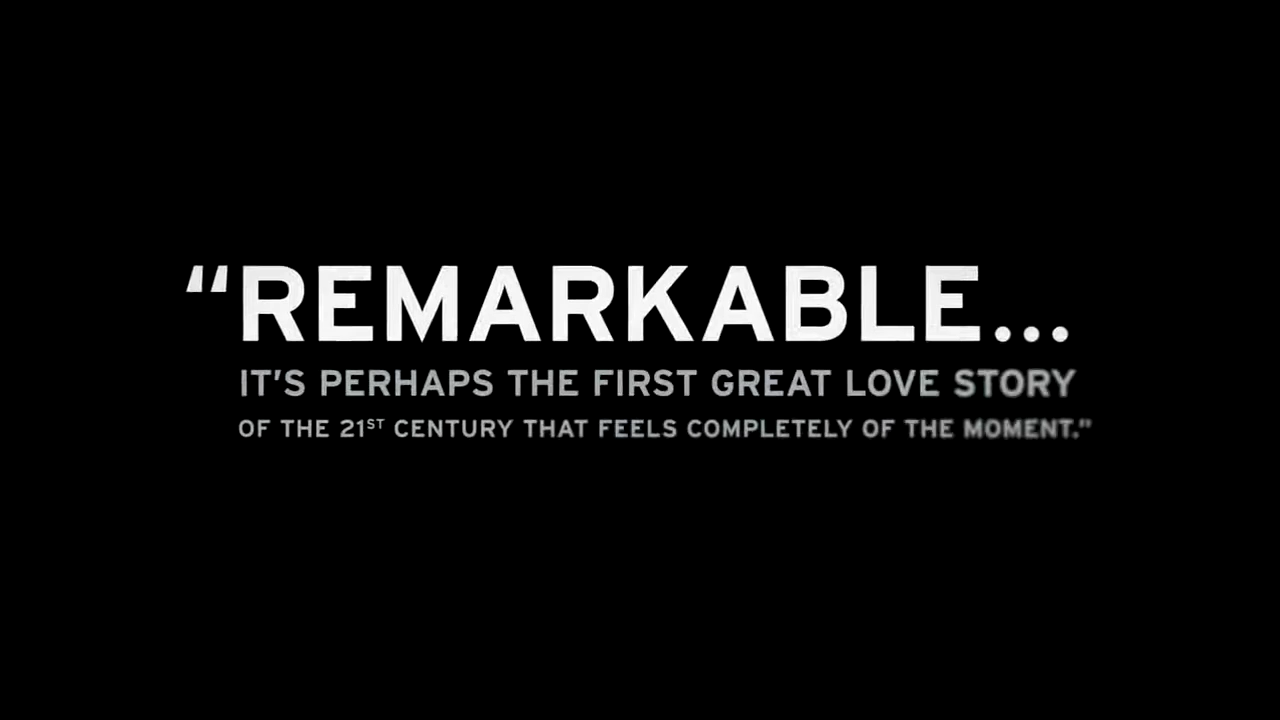 “REMARKABLE...
IT'S PERHAPS THE FIRST GREAT LOVE STORY
OF THE 21ST CENTURY THAT FEELS COMPLETELY OF THE MOMENT.”